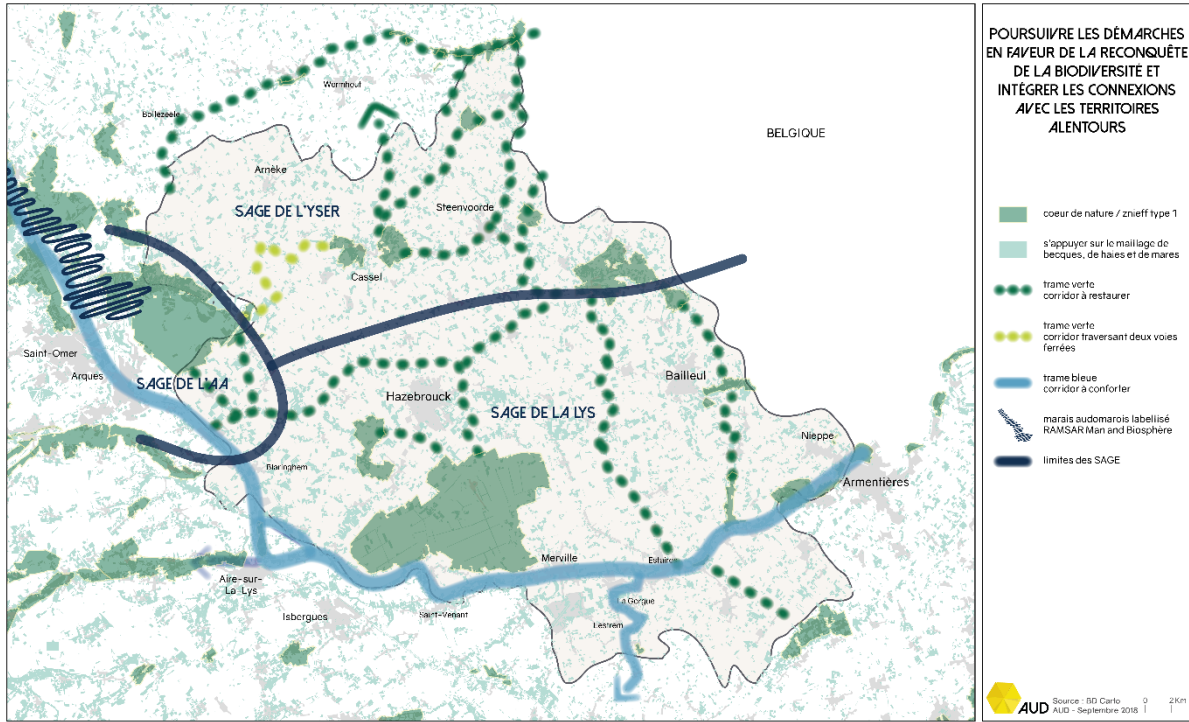 POURSUIVRE LES DÉMARCHES
EN FAVEUR DE LA RECONQUÊTE
DE LA BIODIVERSITÉ ET
INTÉGRER LES CONNEXIONS
AVEC LES TERRITOIRES
ALENTOURS
coeur de nature / znieff type 1
s'appuyer sur le maillage de
becques, de haies et de mares
trame verte
corridor à restaurer
trame verte
corridor traversant deux voies
ferrées
trame bleue
corridor à conforter
marais audomarois labellisé
RAMSAR Man and Biosphère
limites des SAGE
AUD
Source : BD Carto
AUD - Septembre 2018
0 2Km
Wormhout
Bollezeele
BELGIQUE
Arnèke
SAGE DE L'YSER
Steenvoorde
Cassel
Saint-Omer
Arques
SAGE DE L'AA
Hazebrouck
SAGE DE LA LYS
Bailleul
Nieppe
Blaringhem
Armentières
Merville
Estaires
Aire-sur-
La-Lys
La Gorgue
Isbergues
Saint-Venant
Lestrem